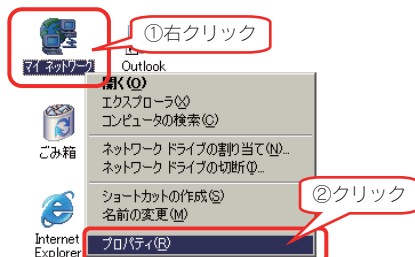 ①右クリック
マイ ネットワーク
Outlook
開く(O)
エクスプローラ(X)
コンピュータの検索(C)
ごみ箱
ネットワーク ドライブの割り当て(N)...
ネットワーク ドライブの切断(I)...
ショートカットの作成(S)
名前の変更(M)
②クリック
Internet
Explorer
プロパティ(R)